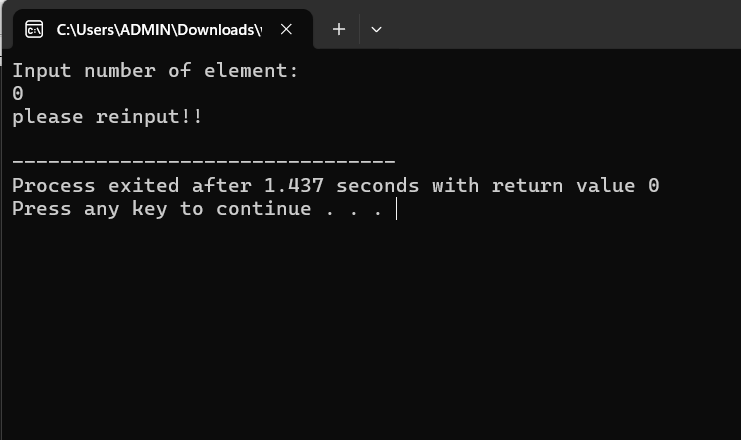 C:\Users\ADMIN\Downloads\
Input number of element:
0
please reinput!!
--------------------------------
Process exited after 1.437 seconds with return value 0
Press any key to continue . . .